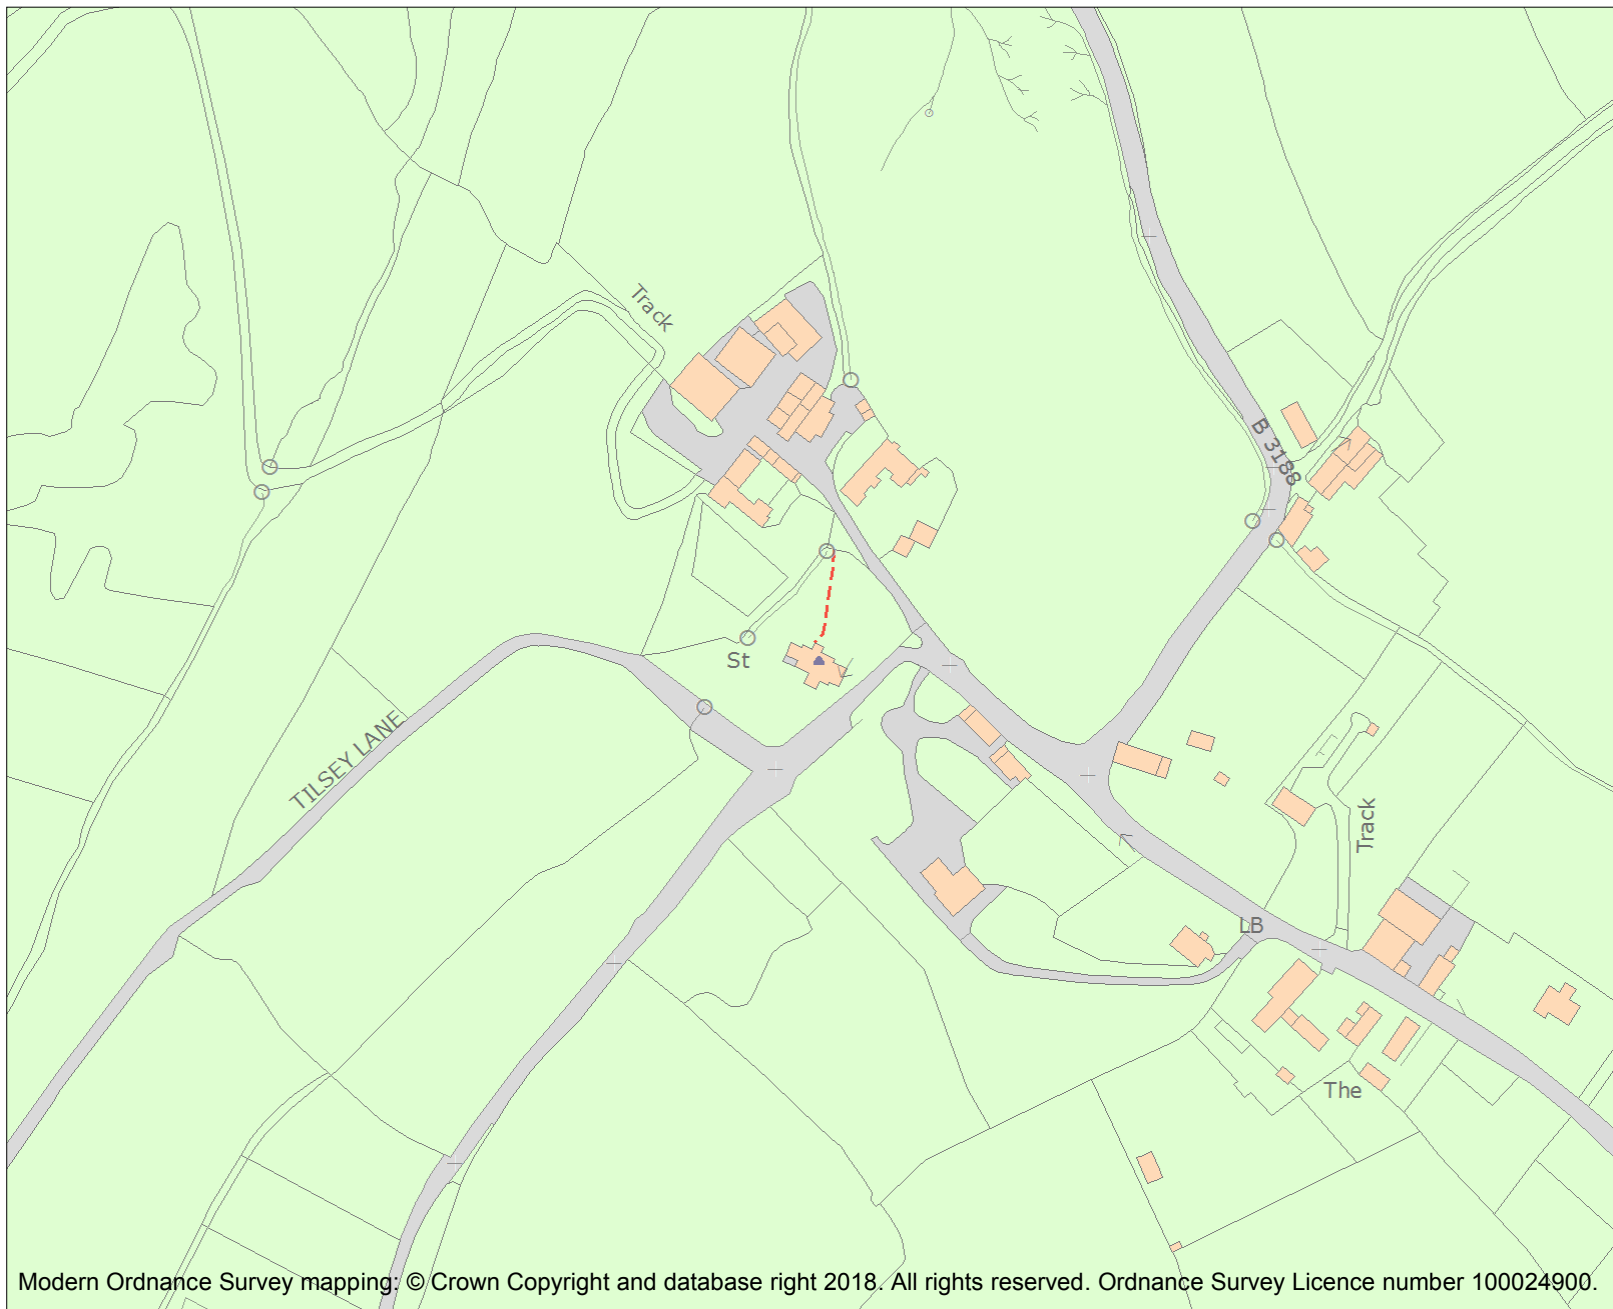 Track
B 3188
St
TILSEY LANE
Track
LB
The
Modern Ordnance Survey mapping: © Crown Copyright and database right 2018. All rights reserved. Ordnance Survey Licence number 100024900.